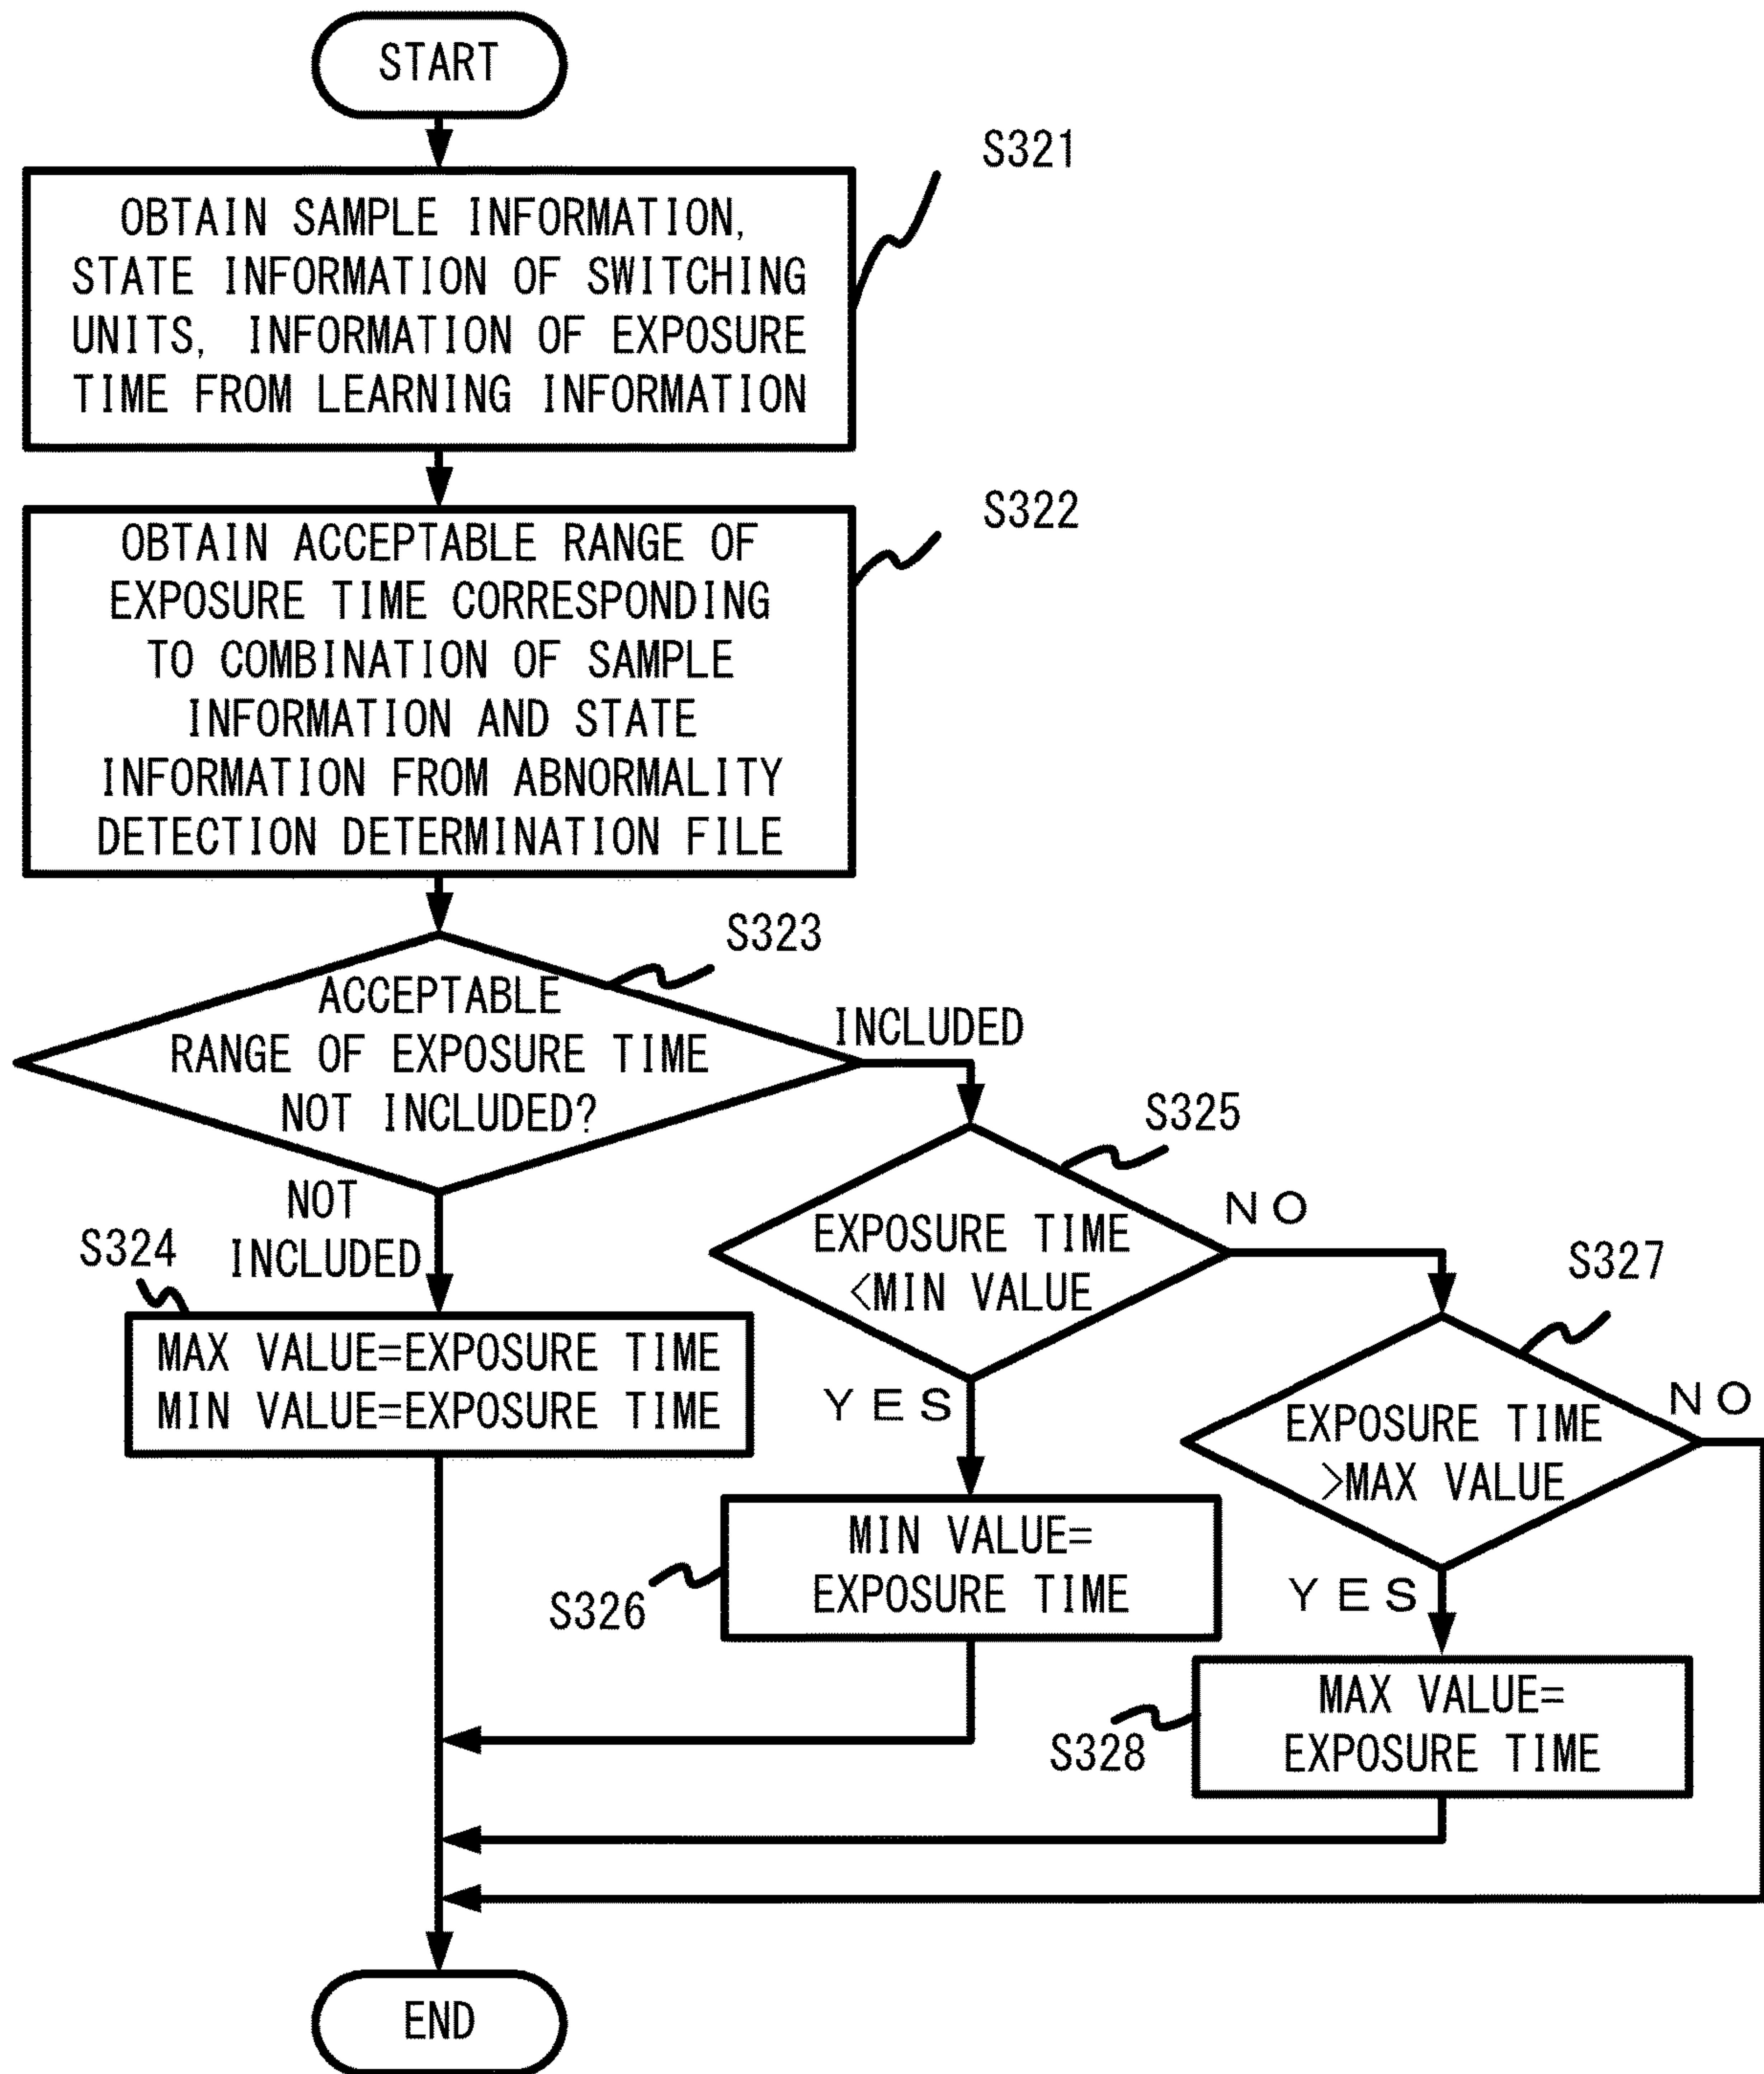 START
S321
OBTAIN SAMPLE INFORMATION,
STATE INFORMATION OF SWITCHING
UNITS, INFORMATION OF EXPOSURE
TIME FROM LEARNING INFORMATION
S322
OBTAIN ACCEPTABLE RANGE OF
EXPOSURE TIME CORRESPONDING
TO COMBINATION OF SAMPLE
INFORMATION AND STATE
INFORMATION FROM ABNORMALITY
DETECTION DETERMINATION FILE
S323
ACCEPTABLE
RANGE OF EXPOSURE TIME
NOT INCLUDED?
INCLUDED
NOT
INCLUDED
S324
MAX VALUE=EXPOSURE TIME
MIN VALUE=EXPOSURE TIME
S325
EXPOSURE TIME
<MIN VALUE
NO
YES
S326
MIN VALUE=
EXPOSURE TIME
S327
EXPOSURE TIME
>MAX VALUE
NO
YES
S328
MAX VALUE=
EXPOSURE TIME
END